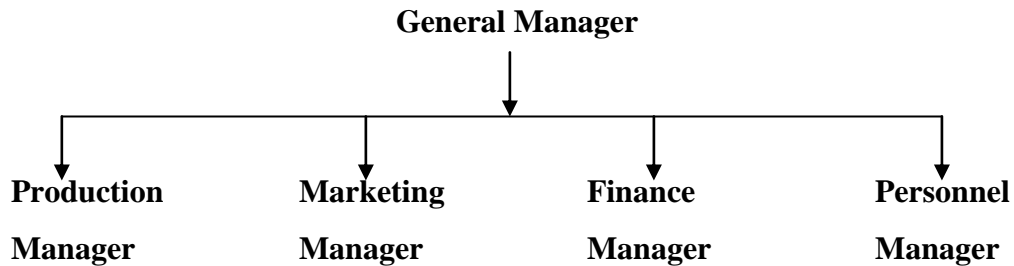 General Manager
Production Marketing Finance Personnel
Manager Manager Manager Manager